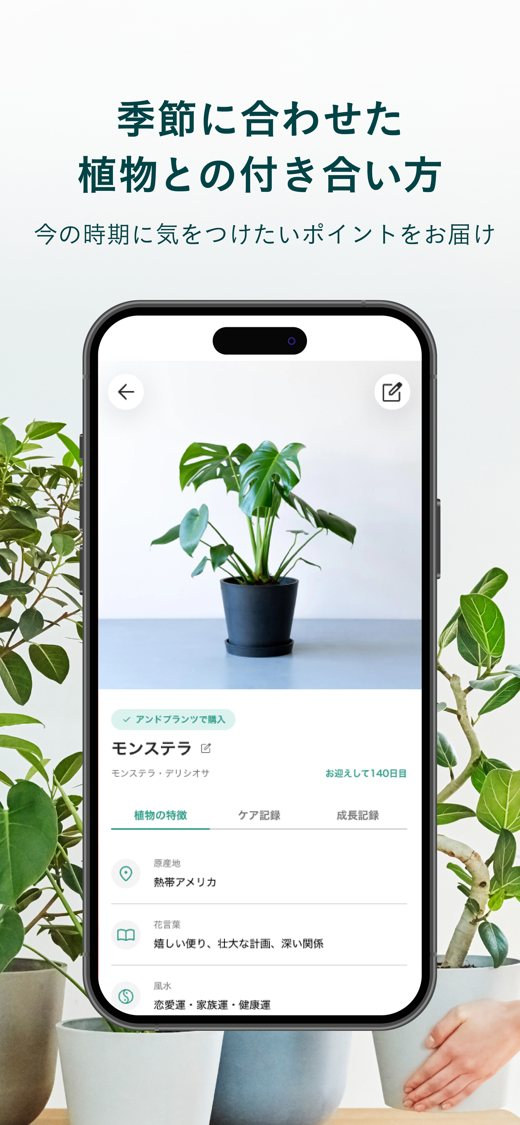 季節に合わせた
植物との付き合い方
今の時期に気をつけたいポイントをお届け
アンドプランツで購入
モンステラ
モンステラ・デリシオサ
お迎えして140日目
植物の特徴
ケア記録
成長記録
原産地
熱帯アメリカ
花言葉
嬉しい便り、壮大な計画、深い関係
風水
恋愛運・家族運・健康運